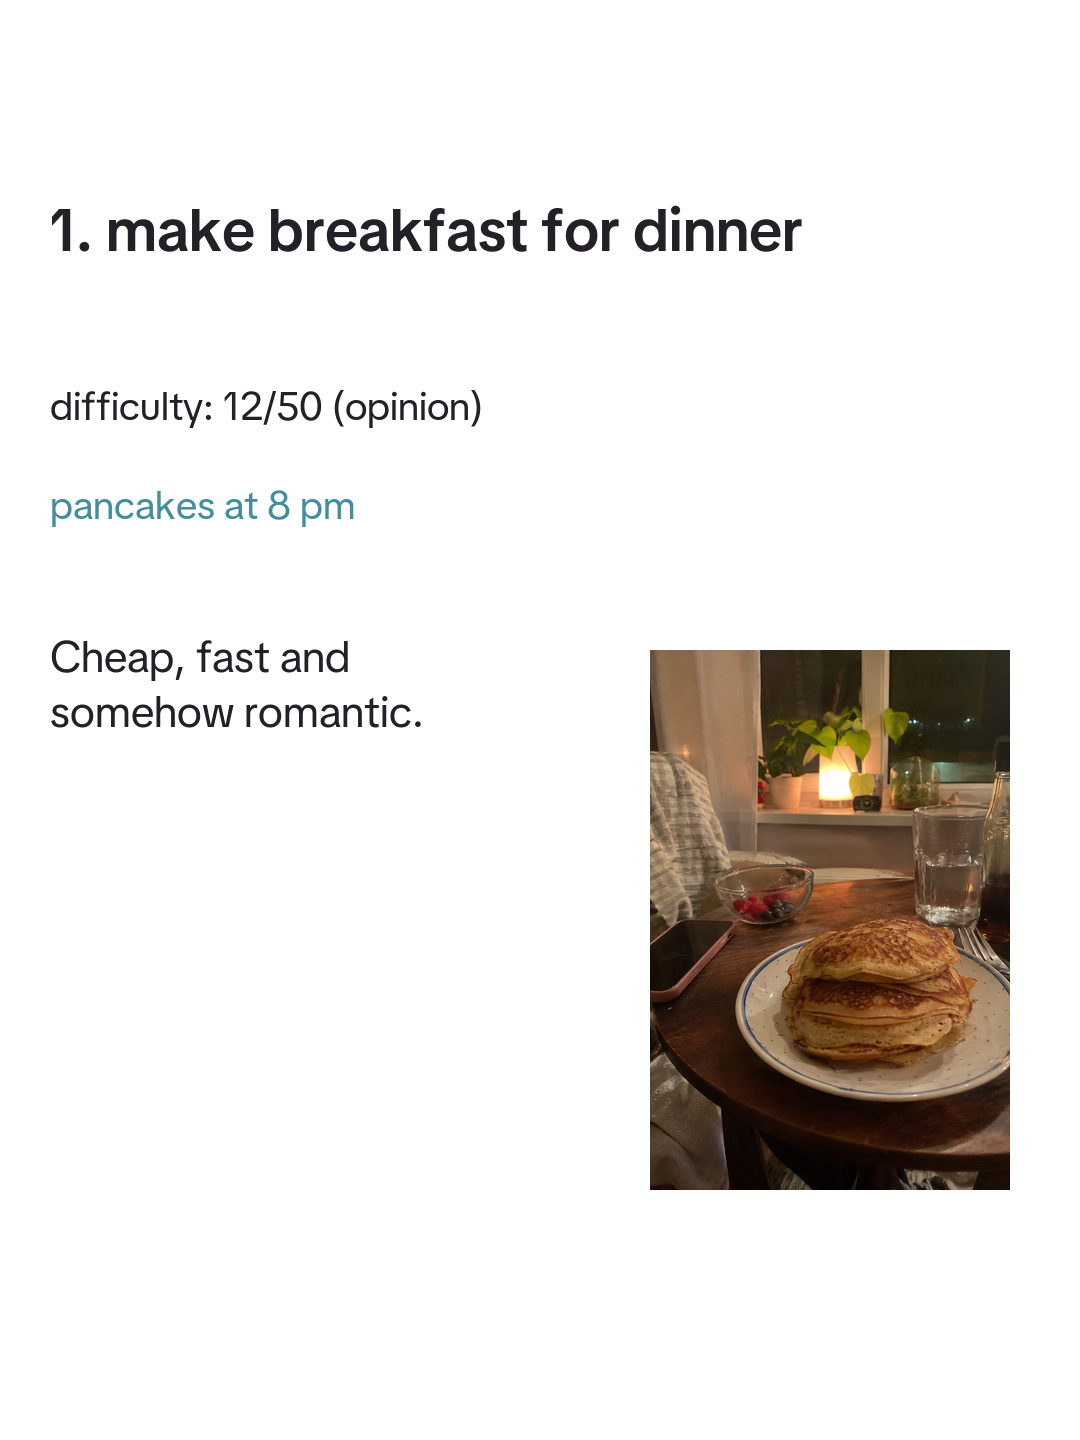 1. make breakfast for dinner
difficulty: 12/50 (opinion)
pancakes at 8 pm
Cheap, fast and
somehow romantic.